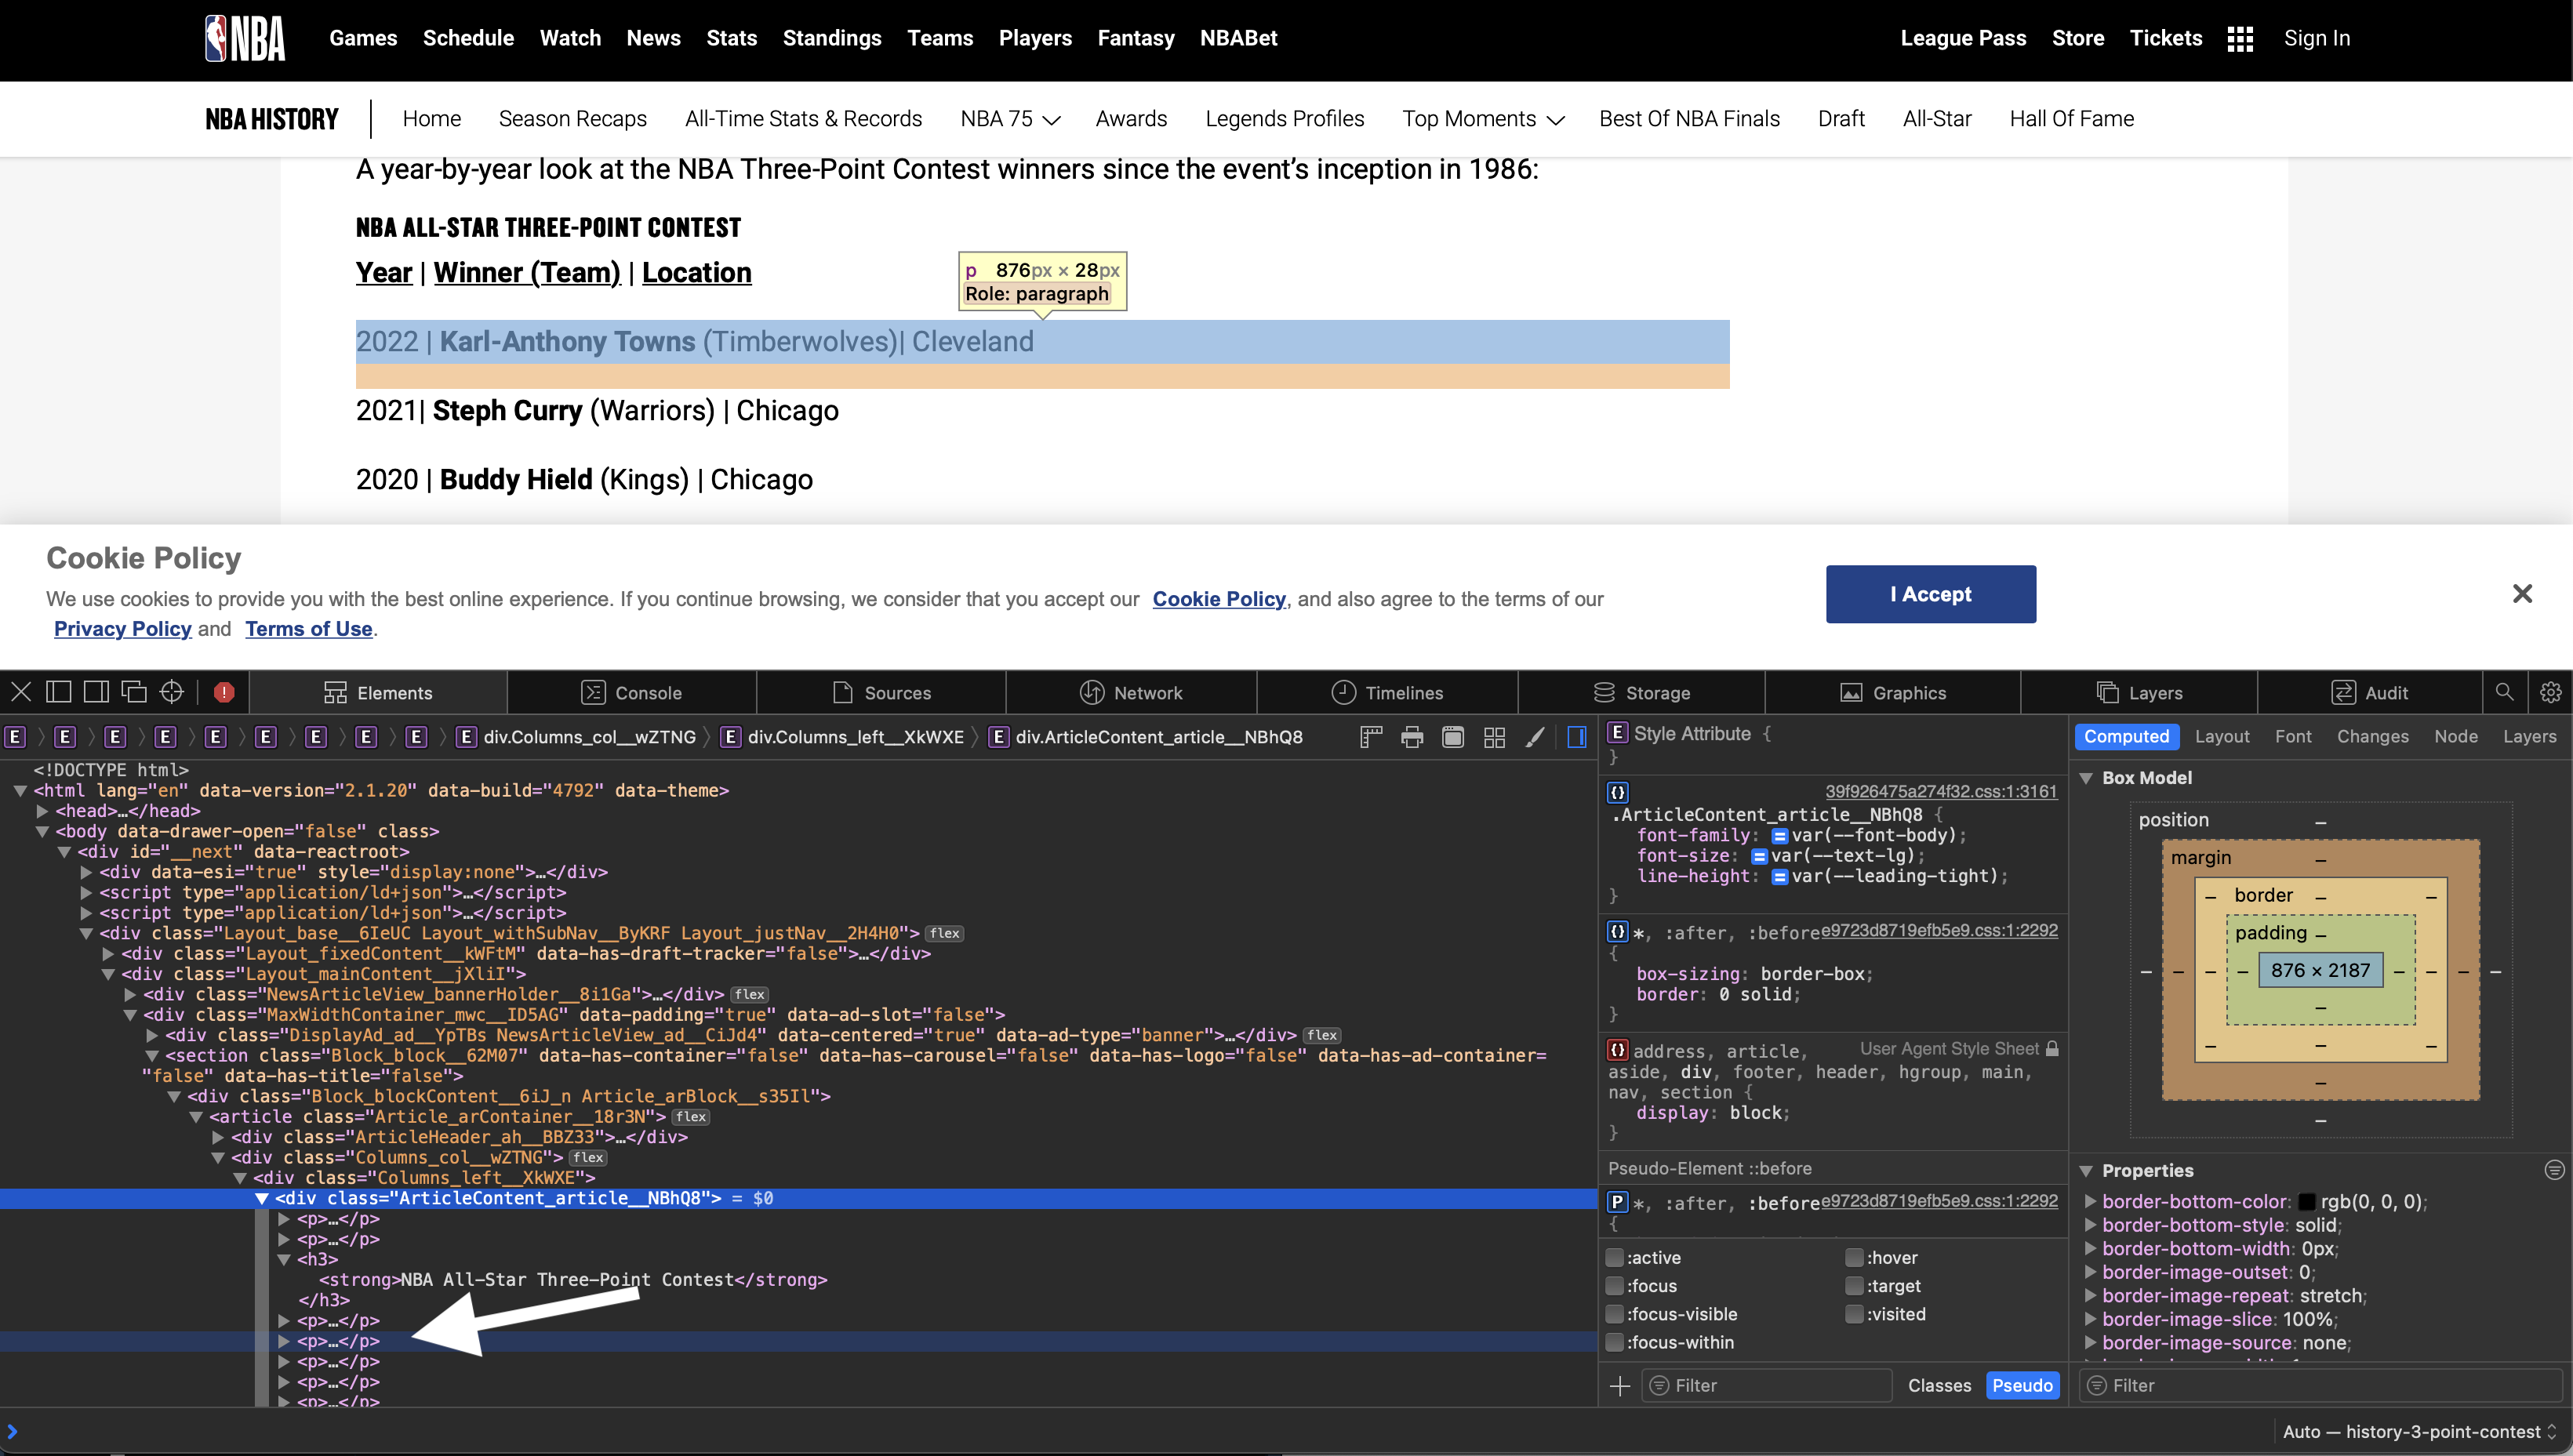 NBA Games Schedule Watch News Stats Standings Teams Players Fantasy NBABet League Pass Store Tickets Sign In
NBA HISTORY Home Season Recaps All-Time Stats & Records NBA 75 Awards Legends Profiles Top Moments Best Of NBA Finals Draft All-Star Hall Of Fame
A year-by-year look at the NBA Three-Point Contest winners since the event’s inception in 1986:
NBA ALL-STAR THREE-POINT CONTEST
Year | Winner (Team) | Location
p 876px × 28px
Role: paragraph
2022 | Karl-Anthony Towns (Timberwolves)| Cleveland
2021| Steph Curry (Warriors) | Chicago
2020 | Buddy Hield (Kings) | Chicago
Cookie Policy
We use cookies to provide you with the best online experience. If you continue browsing, we consider that you accept our Cookie Policy, and also agree to the terms of our
Privacy Policy and Terms of Use.
I Accept
Elements Console Sources Network Timelines Storage Graphics Layers Audit
E E E E E E E E E E div.Columns_col__wZTNG E div.Columns_left__XkWXE E div.ArticleContent_article__NBhQ8
<!DOCTYPE html>
<html lang="en" data-version="2.1.20" data-build="4792" data-theme>
<head>…</head>
<body data-drawer-open="false" class>
<div id="__next" data-reactroot>
<div data-esi="true" style="display:none">…</div>
<script type="application/ld+json">…</script>
<script type="application/ld+json">…</script>
<div class="Layout_base__6IeUC Layout_withSubNav__ByKRF Layout_justNav__2H4H0"> flex
<div class="Layout_fixedContent__kWFtM" data-has-draft-tracker="false">…</div>
<div class="Layout_mainContent__jXliI">
<div class="NewsArticleView_bannerHolder__8i1Ga">…</div> flex
<div class="MaxWidthContainer_mwc__ID5AG" data-padding="true" data-ad-slot="false">
<div class="DisplayAd_ad__YpTBs NewsArticleView_ad__CiJd4" data-centered="true" data-ad-type="banner">…</div> flex
<section class="Block_block__62M07" data-has-container="false" data-has-carousel="false" data-has-logo="false" data-has-ad-container=
"false" data-has-title="false">
<div class="Block_blockContent__6iJ_n Article_arBlock__s35Il">
<article class="Article_arContainer__18r3N"> flex
<div class="ArticleHeader_ah__BBZ33">…</div>
<div class="Columns_col__wZTNG"> flex
<div class="Columns_left__XkWXE">
<div class="ArticleContent_article__NBhQ8"> = $0
<p>…</p>
<p>…</p>
<h3>
<strong>NBA All-Star Three-Point Contest</strong>
</h3>
<p>…</p>
<p>…</p>
<p>…</p>
<p>…</p>
<p>…</p>
E Style Attribute {
}
{} 39f926475a274f32.css:1:3161
.ArticleContent_article__NBhQ8 {
font-family: = var(--font-body);
font-size: = var(--text-lg);
line-height: = var(--leading-tight);
}
{} *, :after, :before e9723d8719efb5e9.css:1:2292
{
box-sizing: border-box;
border: 0 solid;
}
{} address, article, User Agent Style Sheet
aside, div, footer, header, hgroup, main,
nav, section {
display: block;
}
Pseudo-Element ::before
P *, :after, :before e9723d8719efb5e9.css:1:2292
{
:active :hover
:focus :target
:focus-visible :visited
:focus-within
Filter Classes Pseudo
Computed Layout Font Changes Node Layers
Box Model
position –
margin –
– border – –
padding –
– – – – 876 × 2187 – – – –
–
– – –
–
–
Properties
border-bottom-color: rgb(0, 0, 0);
border-bottom-style: solid;
border-bottom-width: 0px;
border-image-outset: 0;
border-image-repeat: stretch;
border-image-slice: 100%;
border-image-source: none;
Filter
Auto — history-3-point-contest